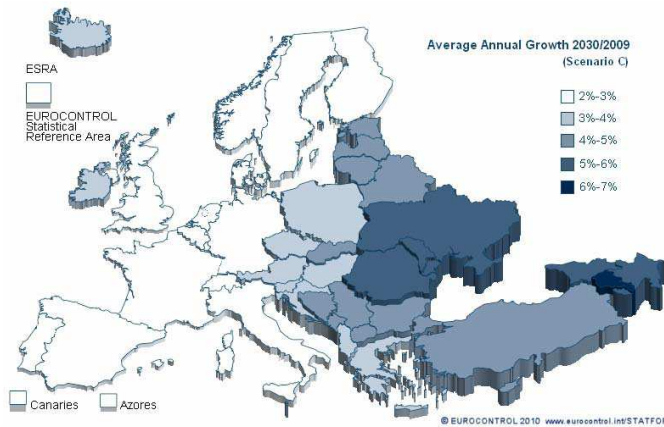 ESRA
EUROCONTROL
Statistical
Reference Area
Average Annual Growth 2030/2009
(Scenario C)
2%-3%
3%-4%
4%-5%
5%-6%
6%-7%
Canaries
Azores
© EUROCONTROL 2010 www.eurocontrol.int/STATFO